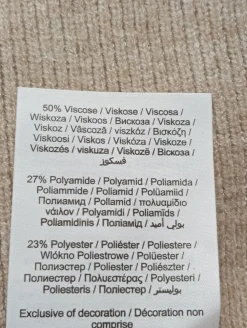 50% Viscose / Viskose / Viscosa /
Wiskoza / Viskoos / Вискоза / Viskoza /
Viskoz / Vâscoză / viszkóz / Βισκόζη /
Viskoosi / Viskos / Viskóza / Viskoze /
Viskozės / viskuza / Viskozë / Віскоза /
فسكوز
27% Polyamide / Polyamid / Poliamida /
Poliammide / Poliamid / Polüamiid /
Полиамид / Poliamid / πολυαμίδιο
νάιλον / Polyamidi / Poliamīds /
Poliamidinis / Поліамід / بولي أميد
23% Polyester / Poliéster / Poliestere /
Włókno Poliestrowe / Polüester /
Полиэстер / Poliester / Poliészter /
Полиестер / Πολυεστέρας / Polyesteri /
Poliesteris / Поліестер / بوليستر
Exclusive of decoration / Décoration non
comprise